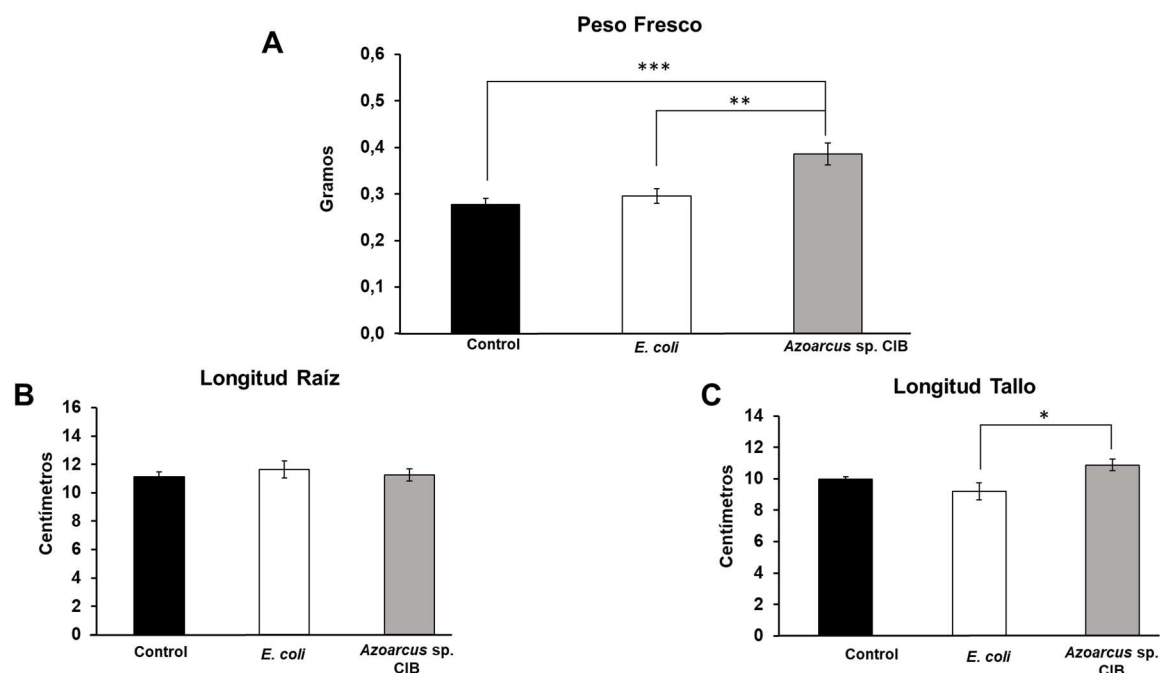 A
Peso Fresco
Gramos
0,6
0,5
0,4
0,3
0,2
0,1
0,0
***
**
Control
E. coli
Azoarcus sp. CIB
B
Longitud Raíz
Centímetros
16
14
12
10
8
6
4
2
0
Control
E. coli
Azoarcus sp.
CIB
C
Longitud Tallo
Centímetros
14
12
10
8
6
4
2
0
*
Control
E. coli
Azoarcus sp.
CIB